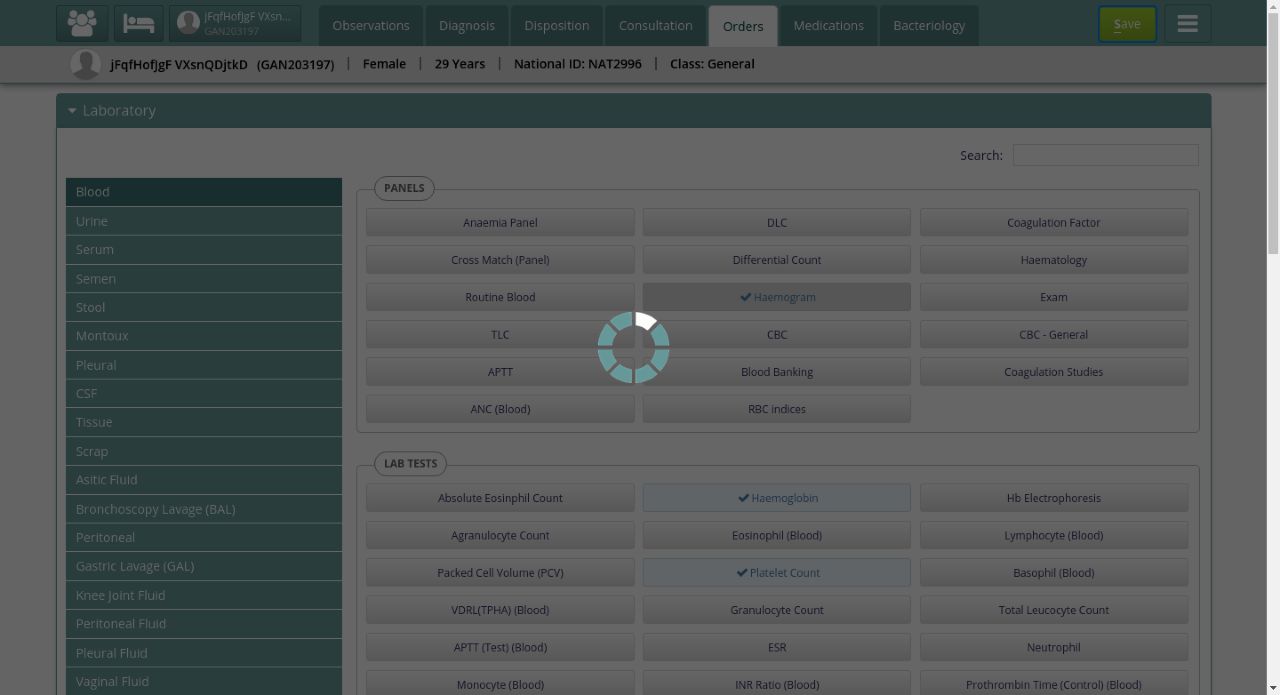 jFqfHofJgF VXsn...
GAN203197
Observations
Diagnosis
Disposition
Consultation
Orders
Medications
Bacteriology
Save
jFqfHofJgF VXsnQDjtkD (GAN203197) | Female | 29 Years | National ID: NAT2996 | Class: General
Laboratory
Search:
Blood
Urine
Serum
Semen
Stool
Montoux
Pleural
CSF
Tissue
Scrap
Asitic Fluid
Bronchoscopy Lavage (BAL)
Peritoneal
Gastric Lavage (GAL)
Knee Joint Fluid
Peritoneal Fluid
Pleural Fluid
Vaginal Fluid
PANELS
Anaemia Panel
DLC
Coagulation Factor
Cross Match (Panel)
Differential Count
Haematology
Routine Blood
Haemogram
Exam
TLC
CBC
CBC - General
APTT
Blood Banking
Coagulation Studies
ANC (Blood)
RBC indices
LAB TESTS
Absolute Eosinphil Count
Haemoglobin
Hb Electrophoresis
Agranulocyte Count
Eosinophil (Blood)
Lymphocyte (Blood)
Packed Cell Volume (PCV)
Platelet Count
Basophil (Blood)
VDRL(TPHA) (Blood)
Granulocyte Count
Total Leucocyte Count
APTT (Test) (Blood)
ESR
Neutrophil
Monocyte (Blood)
INR Ratio (Blood)
Prothrombin Time (Control) (Blood)